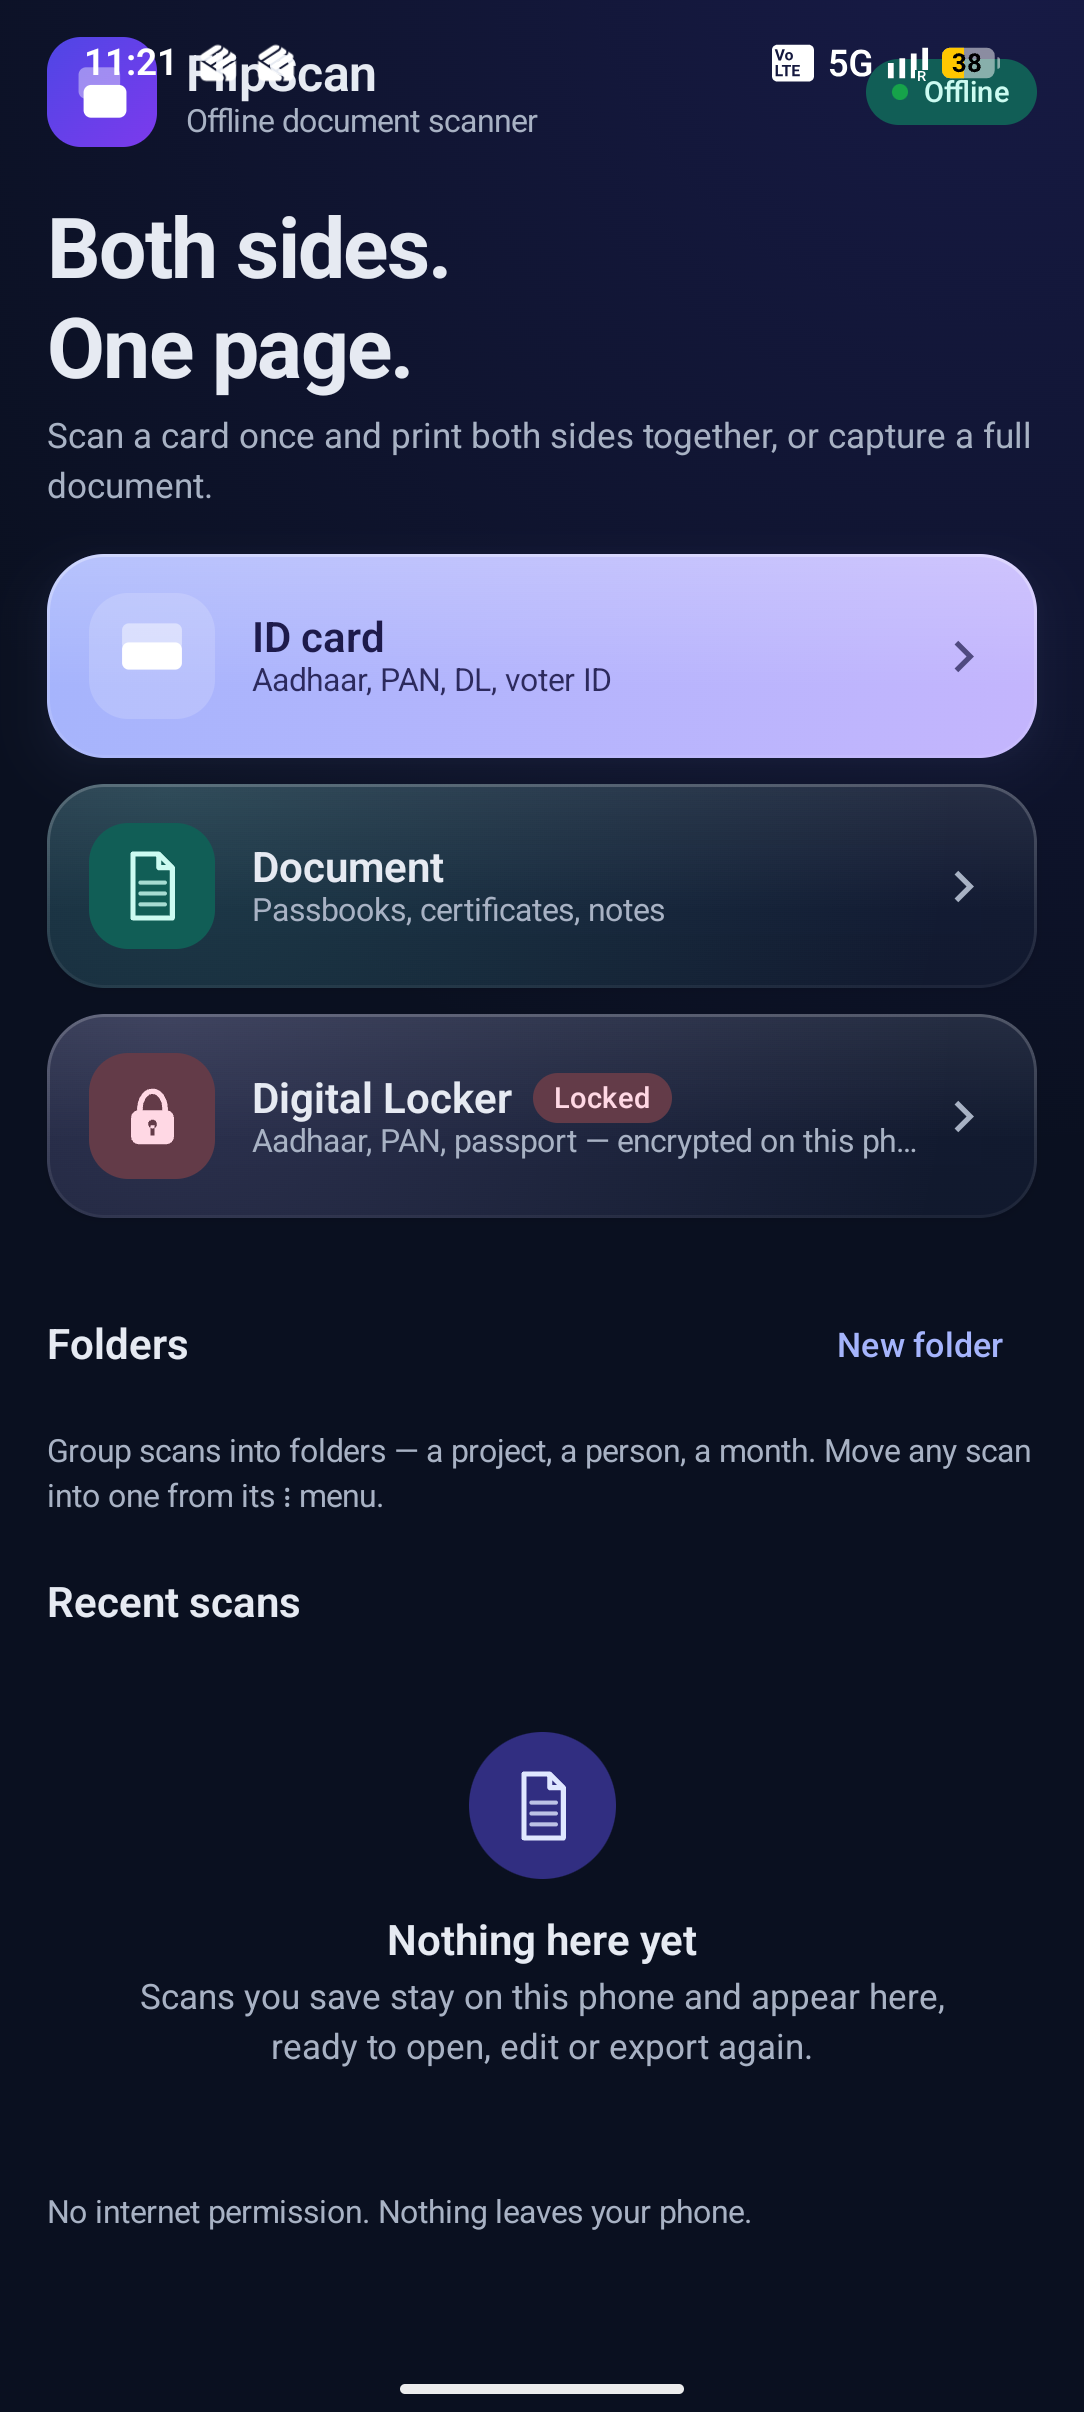 11:21
Vo
LTE
5G
R
38
FlipScan
Offline document scanner
Offline
Both sides.
One page.
Scan a card once and print both sides together, or capture a full
document.
ID card
Aadhaar, PAN, DL, voter ID
Document
Passbooks, certificates, notes
Digital Locker
Locked
Aadhaar, PAN, passport — encrypted on this ph...
Folders
New folder
Group scans into folders — a project, a person, a month. Move any scan
into one from its ⋮ menu.
Recent scans
Nothing here yet
Scans you save stay on this phone and appear here,
ready to open, edit or export again.
No internet permission. Nothing leaves your phone.